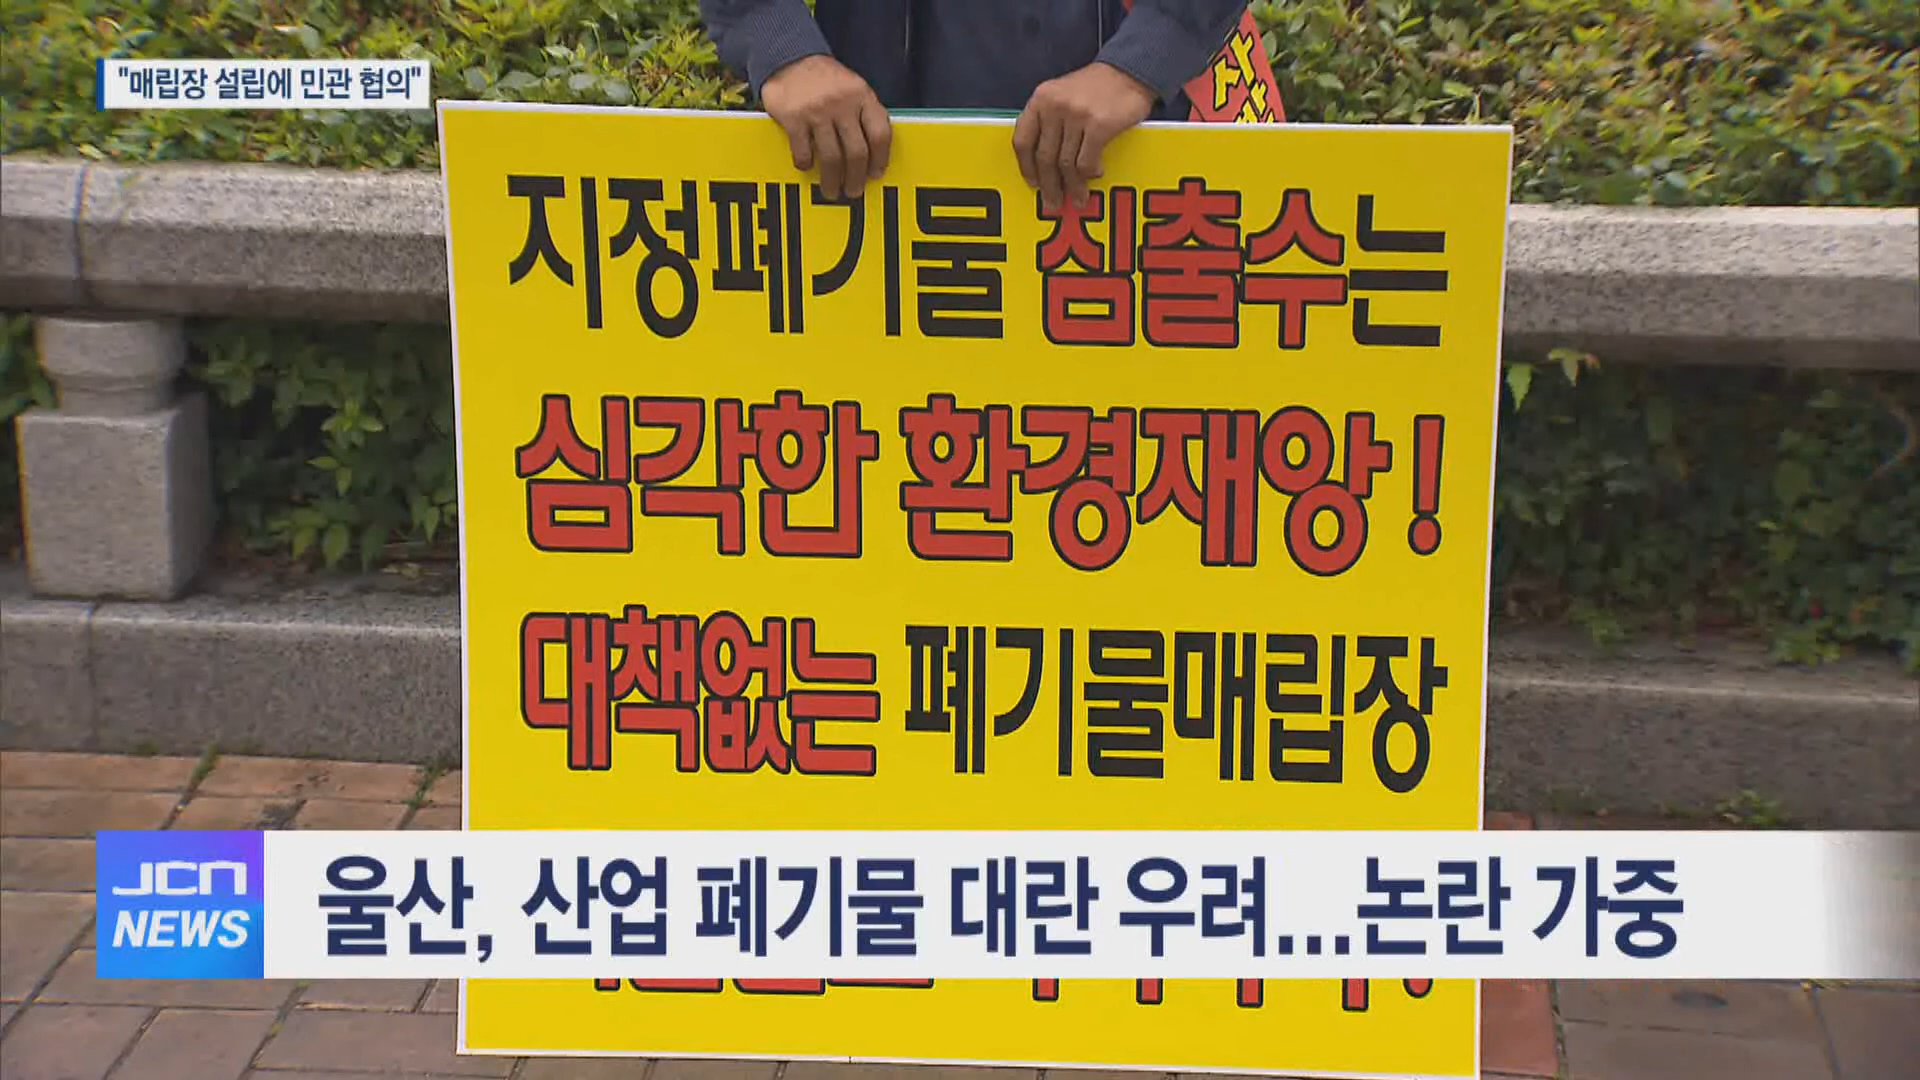 "매립장 설립에 민관 협의"
지정폐기물 침출수는
심각한 환경재앙!
대책없는 폐기물매립장
JCN NEWS
울산, 산업 폐기물 대란 우려...논란 가중